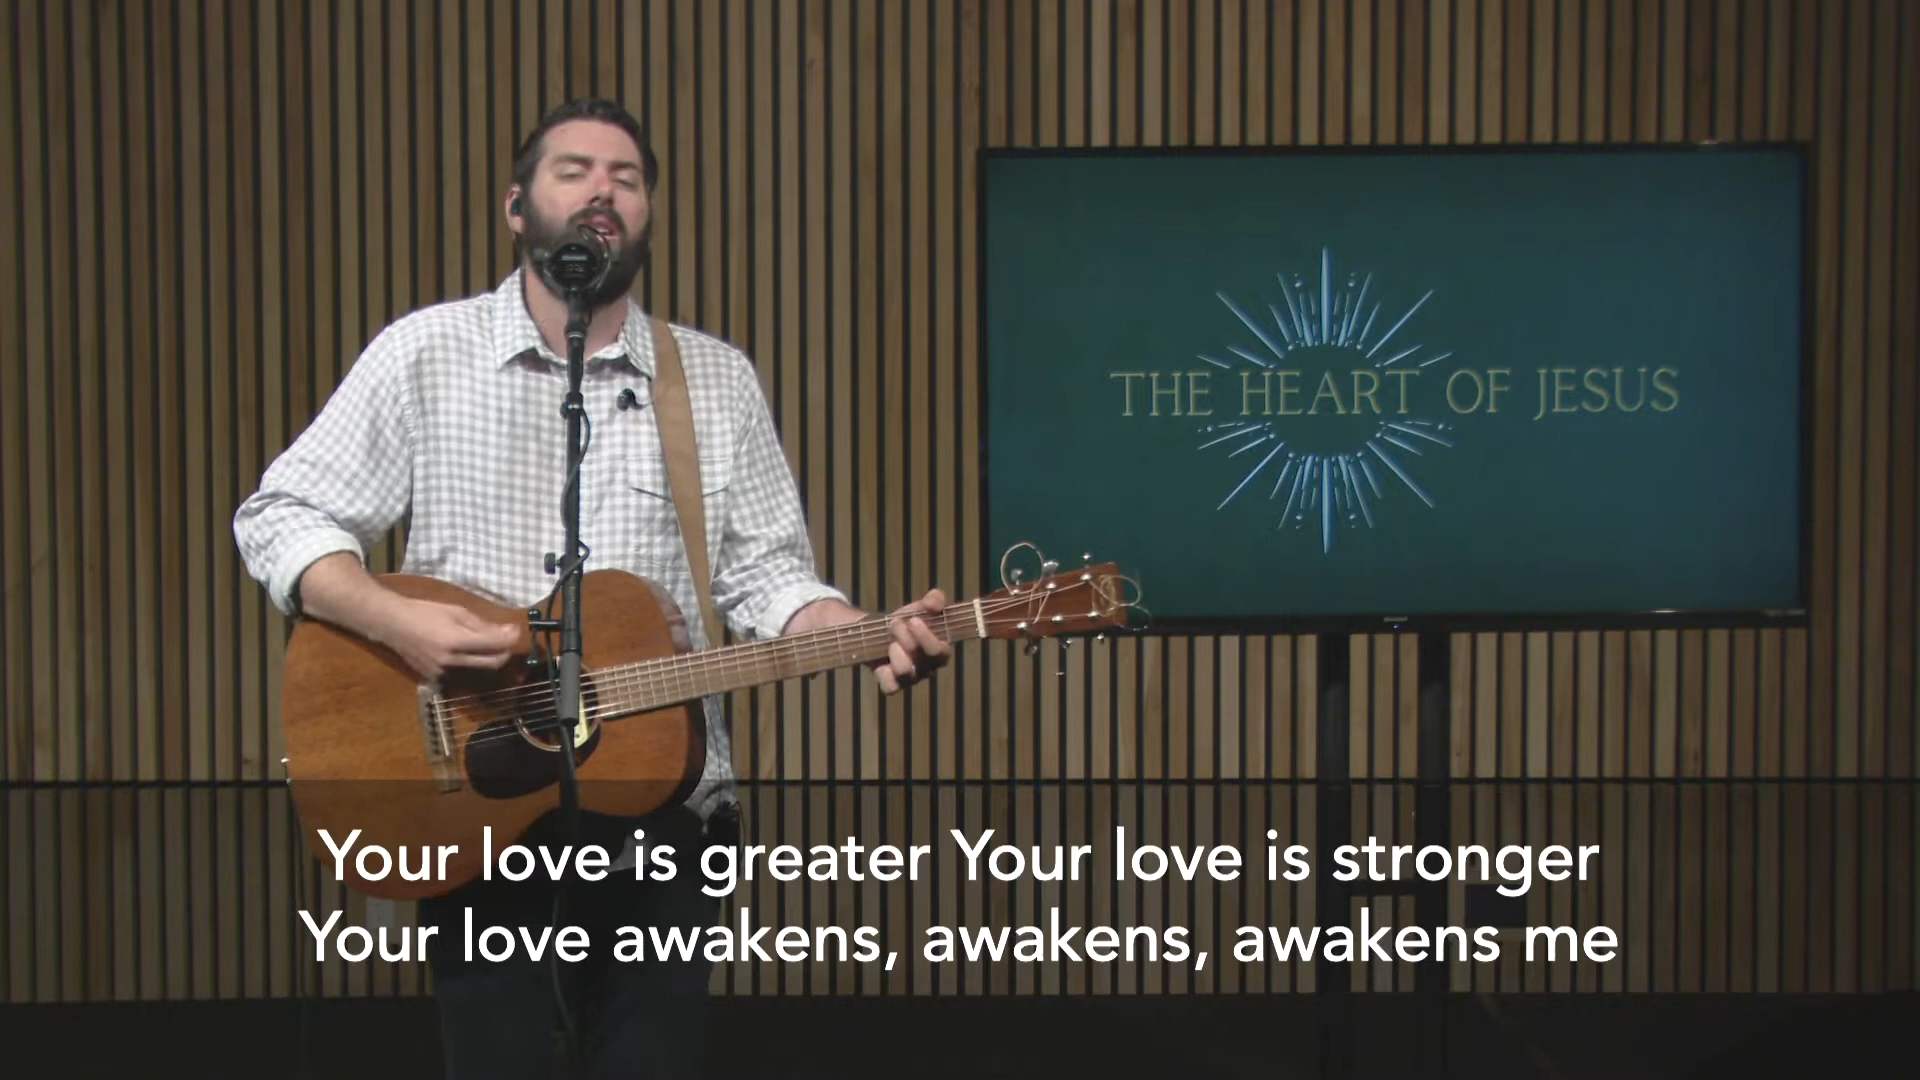 THE HEART OF JESUS
Your love is greater Your love is stronger
Your love awakens, awakens, awakens me